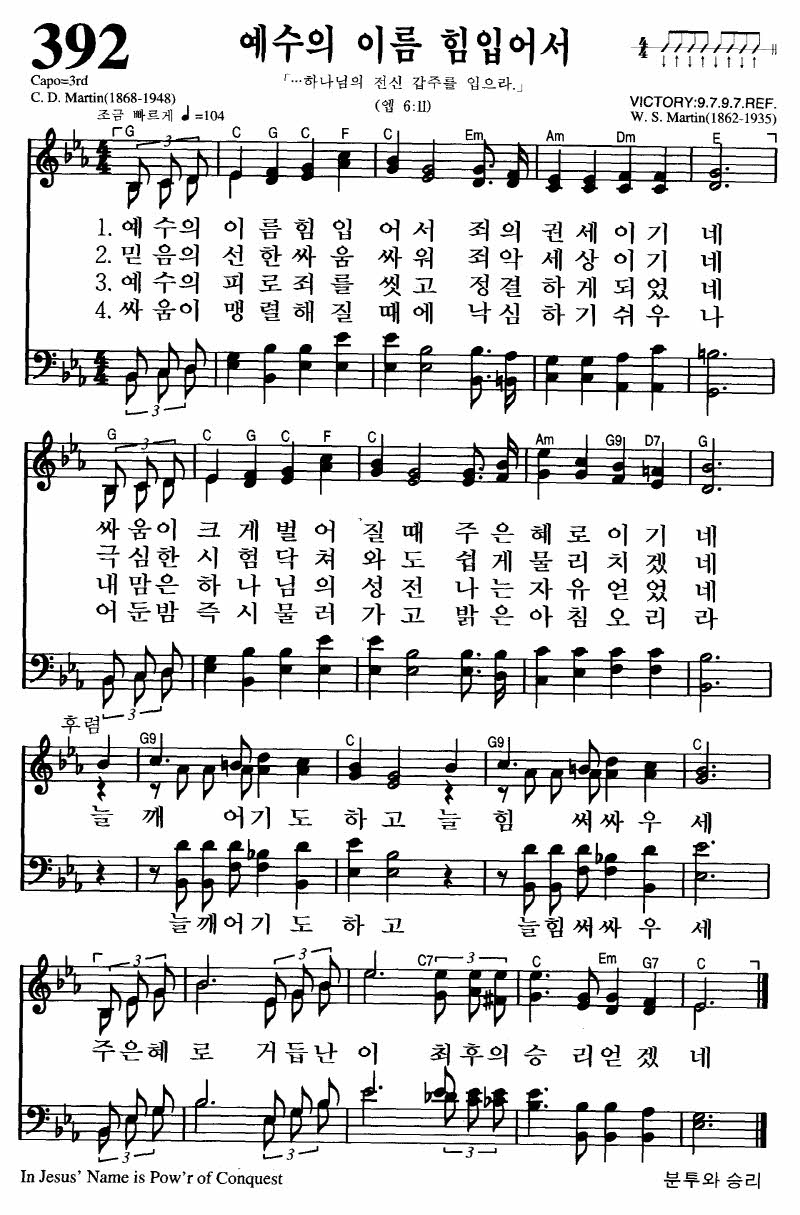 392
예수의 이름 힘입어서
Capo=3rd
「···하나님의 전신 갑주를 입으라.」
C. D. Martin(1868-1948)
(엡 6:11)
VICTORY:9.7.9.7.REF.
조금 빠르게 ♩=104
W. S. Martin(1862-1935)
G C G C F C Em Am Dm E
1. 예수의 이름힘입 어서 죄의 권세이기 네
2. 믿음의 선한싸움 싸워 죄악 세상이기 네
3. 예수의 피로죄를 씻고 정결 하게되었 네
4. 싸움이 맹렬해질 때에 낙심 하기쉬우 나
G C G C F C Am G9 D7 G
싸움이 크게벌어 질때 주은 혜로이기 네
극심한 시험닥쳐 와도 쉽게 물리치겠 네
내맘은 하나님의 성전 나는 자유얻었 네
어둔밤 즉시물러 가고 밝은 아침오리 라
후렴
G9 C G9 C
늘 깨 어기도 하고 늘 힘 써싸우 세
늘깨어기도 하고 늘힘써싸우 세
C7 C Em G7 C
주은혜 로 거듭난 이 최후의 승 리얻겠 네
In Jesus' Name is Pow'r of Conquest
분투와 승리